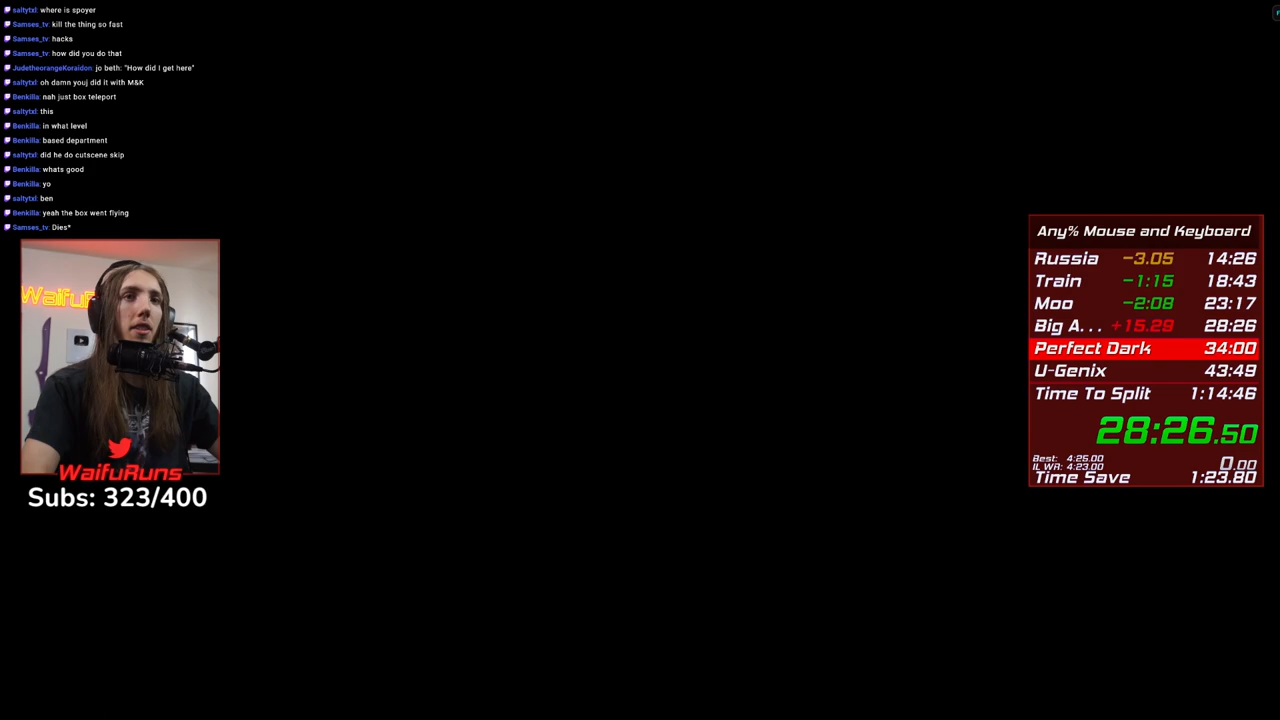 saltytxl: where is spoyer
Samses_tv: kill the thing so fast
Samses_tv: hacks
Samses_tv: how did you do that
JudetheorangeKoraidon: jo beth: "How did I get here"
saltytxl: oh damn youj did it with M&K
Benkilla: nah just box teleport
saltytxl: this
Benkilla: in what level
Benkilla: based department
saltytxl: did he do cutscene skip
Benkilla: whats good
Benkilla: yo
saltytxl: ben
Benkilla: yeah the box went flying
Samses_tv: Dies*
WaifuRuns
Subs: 323/400
Any% Mouse and Keyboard
Russia -3.05 14:26
Train -1:15 18:43
Moo -2:08 23:17
Big A... +15.29 28:26
Perfect Dark 34:00
U-Genix 43:49
Time To Split 1:14:46
28:26.50
Best: 4:25.00
IL WR: 4:23.00 0.00
Time Save 1:23.80